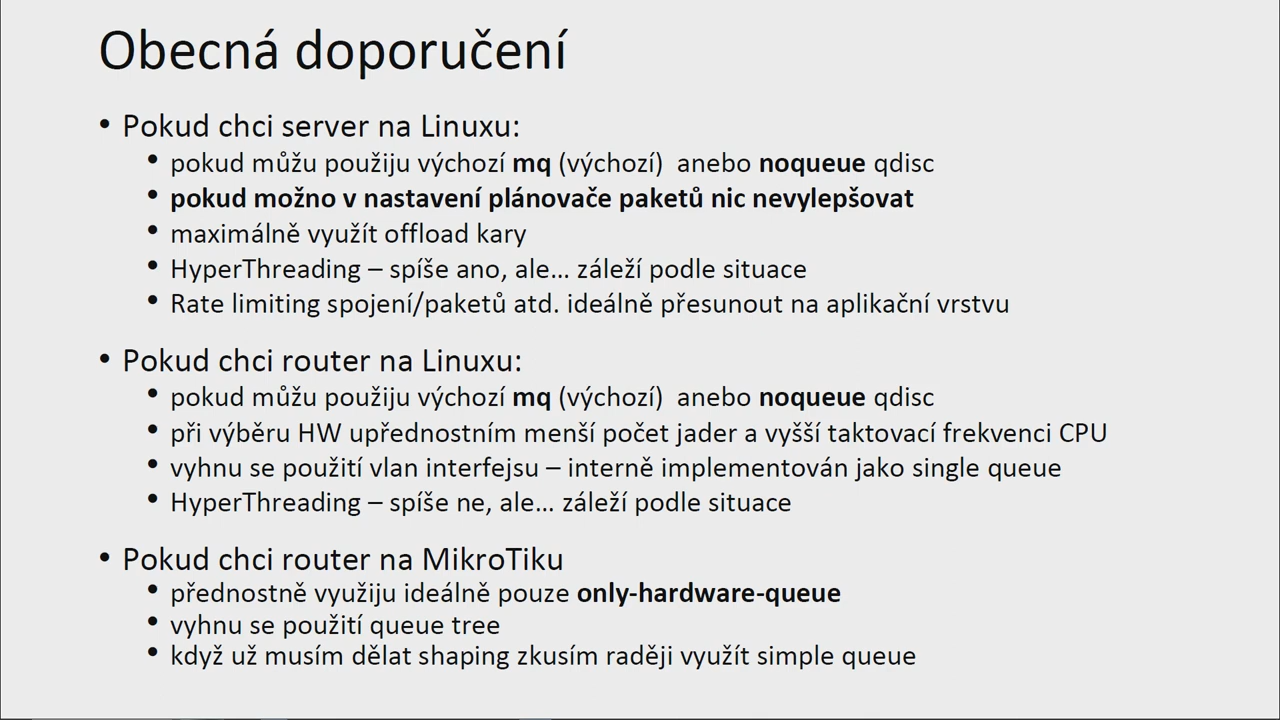 Obecná doporučení
• Pokud chci server na Linuxu:
• pokud můžu použiju výchozí mq (výchozí)  anebo noqueue qdisc
• pokud možno v nastavení plánovače paketů nic nevylepšovat
• maximálně využít offload kary
• HyperThreading – spíše ano, ale… záleží podle situace
• Rate limiting spojení/paketů atd. ideálně přesunout na aplikační vrstvu
• Pokud chci router na Linuxu:
• pokud můžu použiju výchozí mq (výchozí)  anebo noqueue qdisc
• při výběru HW upřednostním menší počet jader a vyšší taktovací frekvenci CPU
• vyhnu se použití vlan interfejsu – interně implementován jako single queue
• HyperThreading – spíše ne, ale… záleží podle situace
• Pokud chci router na MikroTiku
• přednostně využiju ideálně pouze only-hardware-queue
• vyhnu se použití queue tree
• když už musím dělat shaping zkusím raději využít simple queue